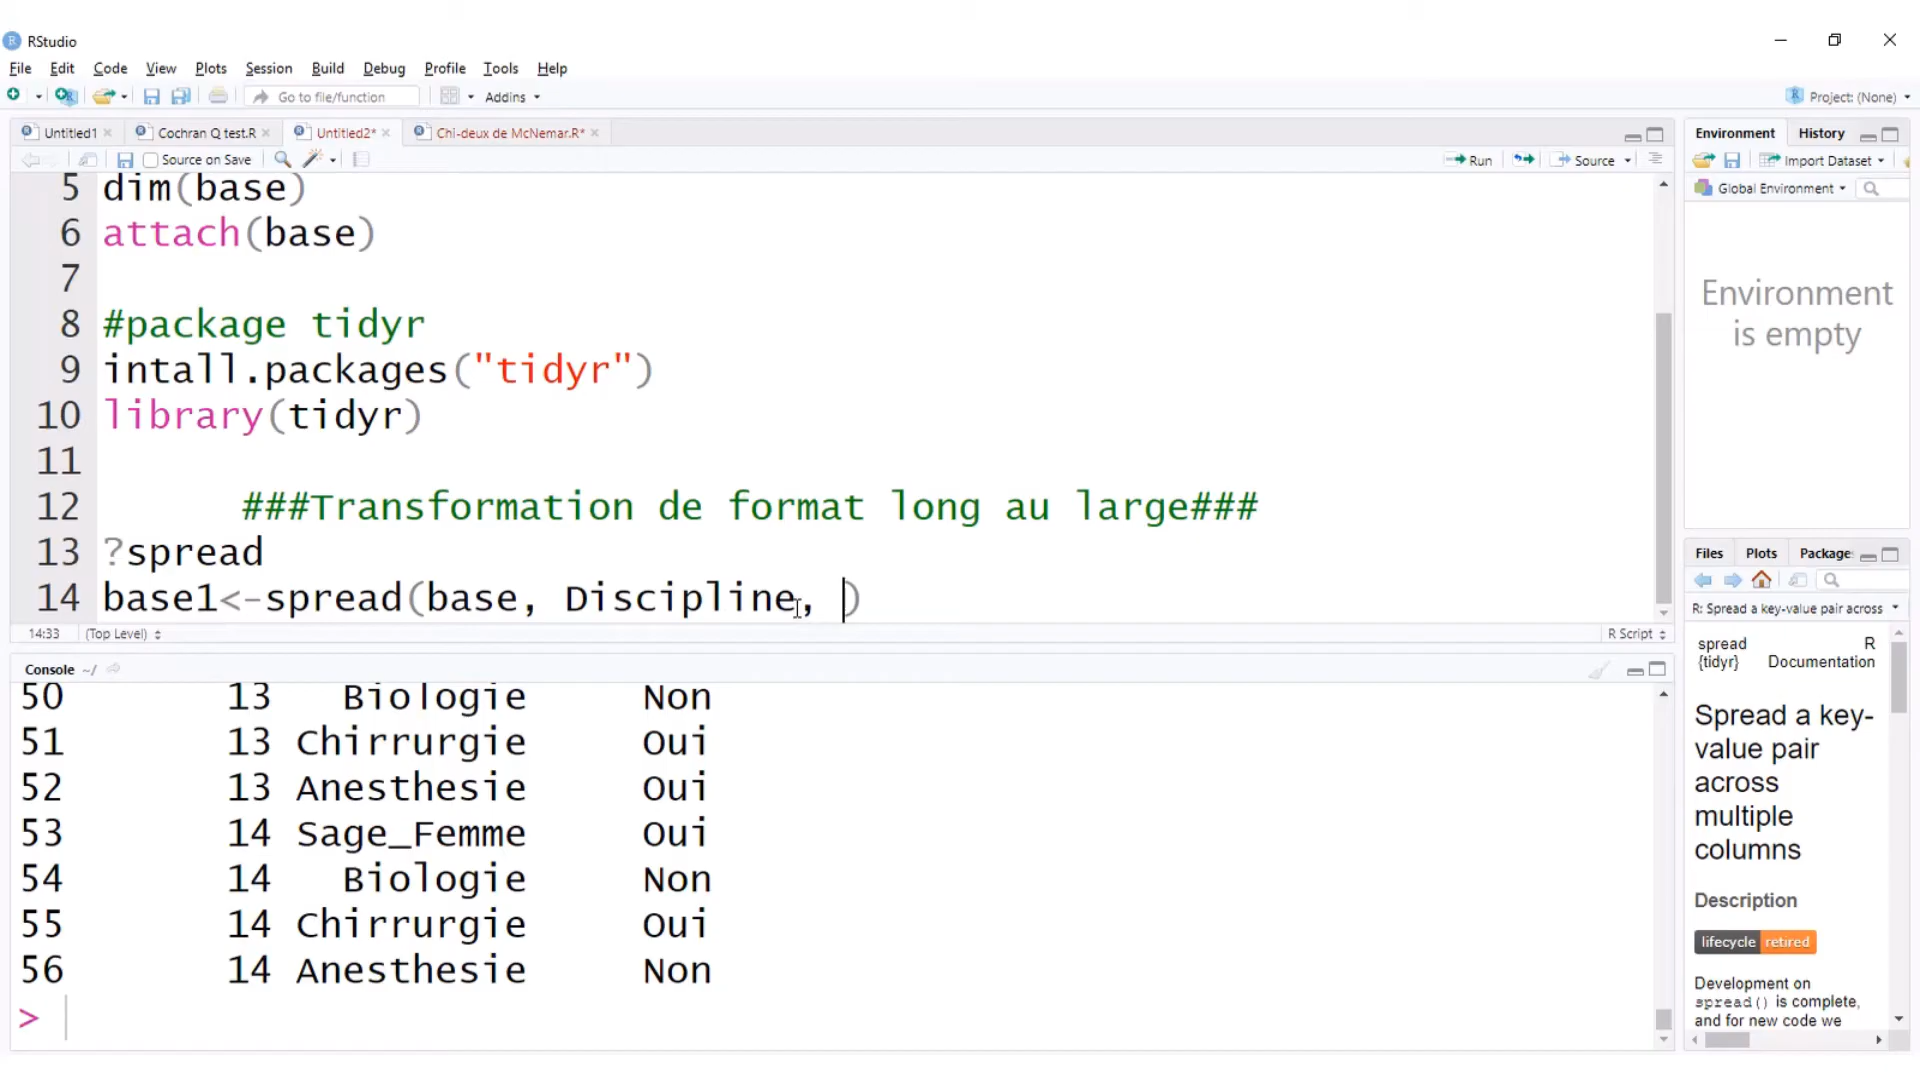 RStudio
File Edit Code View Plots Session Build Debug Profile Tools Help
Go to file/function Addins Project: (None)
Untitled1 Cochran Q test.R Untitled2* Chi-deux de McNemar.R*
Source on Save Run Source
5 dim(base)
6 attach(base)
7
8 #package tidyr
9 intall.packages("tidyr")
10 library(tidyr)
11
12 ###Transformation de format long au large###
13 ?spread
14 base1<-spread(base, Discipline, )
14:33 (Top Level) R Script
Console ~/
50 13 Biologie Non
51 13 Chirrurgie Oui
52 13 Anesthesie Oui
53 14 Sage_Femme Oui
54 14 Biologie Non
55 14 Chirrurgie Oui
56 14 Anesthesie Non
>
Environment History
Import Dataset
Global Environment
Environment
is empty
Files Plots Package
R: Spread a key-value pair across
spread R
{tidyr} Documentation
Spread a key-
value pair
across
multiple
columns
Description
lifecycle retired
Development on
spread() is complete,
and for new code we